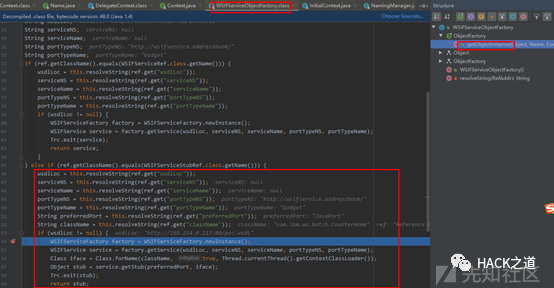 Context.class
Name.java
DelegateContext.class
Context.java
WSIFServiceObjectFactory.class
InitialContext.java
NamingManager.j
Structure
Decompiled .class file, bytecode version: 48.0 (Java 1.4)
Choose Sources...
String serviceNS = null; serviceNS: null
String serviceName; serviceName: null
String portTypeNS; portTypeNS: "http://wsifservice.addressbook/"
String portTypeName; portTypeName: "Gadget"
if (ref.getClassName().equals(WSIFServiceRef.class.getName())) {
wsdlLoc = this.resolveString(ref.get("wsdlLoc"));
serviceNS = this.resolveString(ref.get("serviceNS"));
serviceName = this.resolveString(ref.get("serviceName"));
portTypeNS = this.resolveString(ref.get("portTypeNS"));
portTypeName = this.resolveString(ref.get("portTypeName"));
if (wsdlLoc != null) {
WSIFServiceFactory factory = WSIFServiceFactory.newInstance();
WSIFService service = factory.getService(wsdlLoc, serviceNS, serviceName, portTypeNS, portTypeName);
Trc.exit(service);
return service;
}
} else if (ref.getClassName().equals(WSIFServiceStubRef.class.getName())) {
wsdlLoc = this.resolveString(ref.get("wsdlLoc"));
serviceNS = this.resolveString(ref.get("serviceNS")); serviceNS: null
serviceName = this.resolveString(ref.get("serviceName")); serviceName: null
portTypeNS = this.resolveString(ref.get("portTypeNS")); portTypeNS: "http://wsifservice.addressbook/"
portTypeName = this.resolveString(ref.get("portTypeName")); portTypeName: "Gadget"
String preferredPort = this.resolveString(ref.get("preferredPort")); preferredPort: "JavaPort"
String className = this.resolveString(ref.get("className")); className: "com.ibm.ws.batch.CounterHome" ref: "Reference
if (wsdlLoc != null) {
WSIFServiceFactory factory = WSIFServiceFactory.newInstance();
WSIFService service = factory.getService(wsdlLoc, serviceNS, serviceName, portTypeNS, portTypeName);
Class iface = Class.forName(className, true, Thread.currentThread().getContextClassLoader());
Object stub = service.getStub(preferredPort, iface);
Trc.exit(stub);
return stub;
WSIFServiceObjectFactory
ObjectFactory
getObjectInstance(Object, Name, Co
Object
ObjectFactory
WSIFServiceObjectFactory()
resolveString(RefAddr): String
HACK之道
先知社区